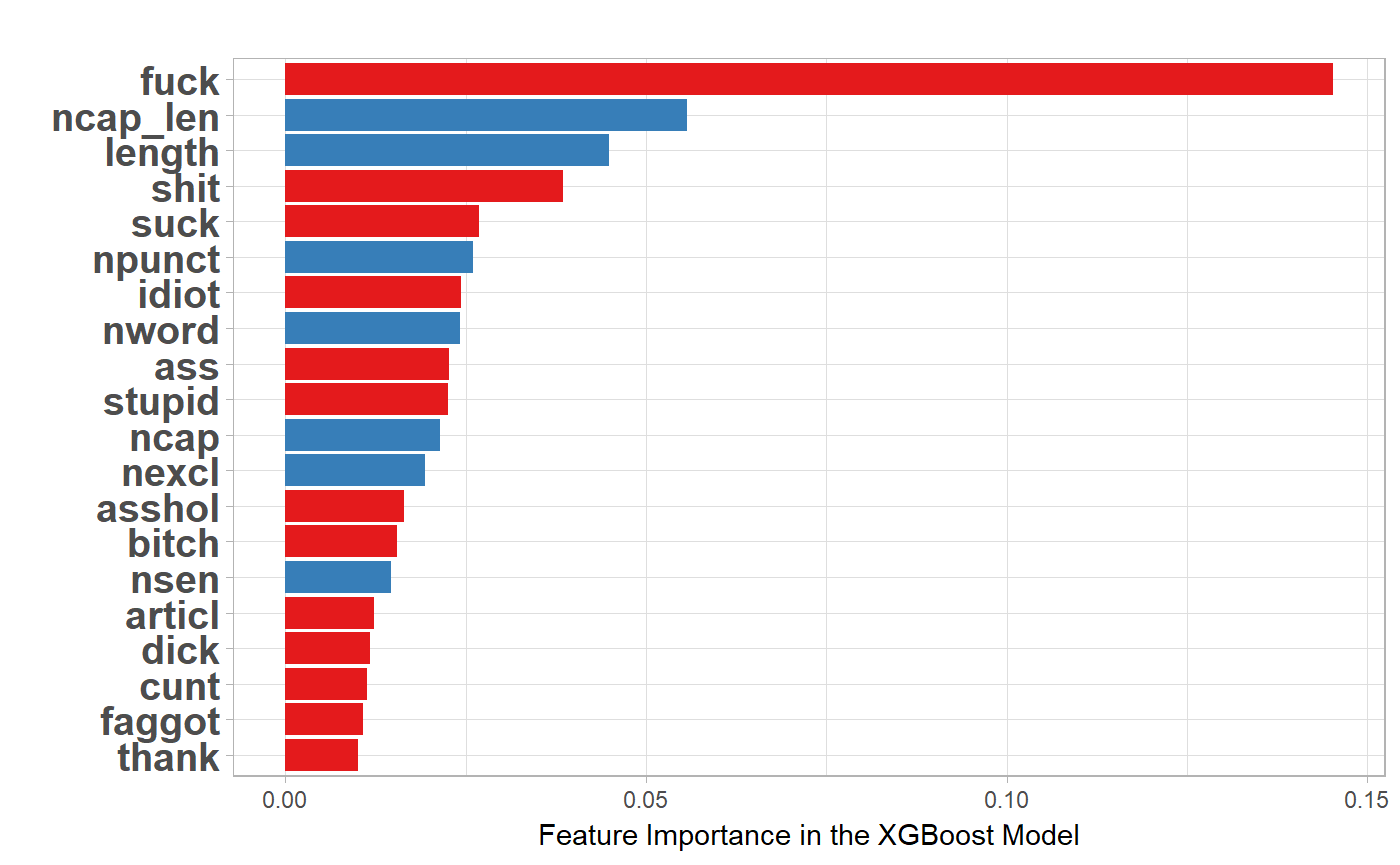 fuck
ncap_len
length
shit
suck
npunct
idiot
nword
ass
stupid
ncap
nexcl
asshol
bitch
nsen
articl
dick
cunt
faggot
thank
0.00 0.05 0.10 0.15
Feature Importance in the XGBoost Model